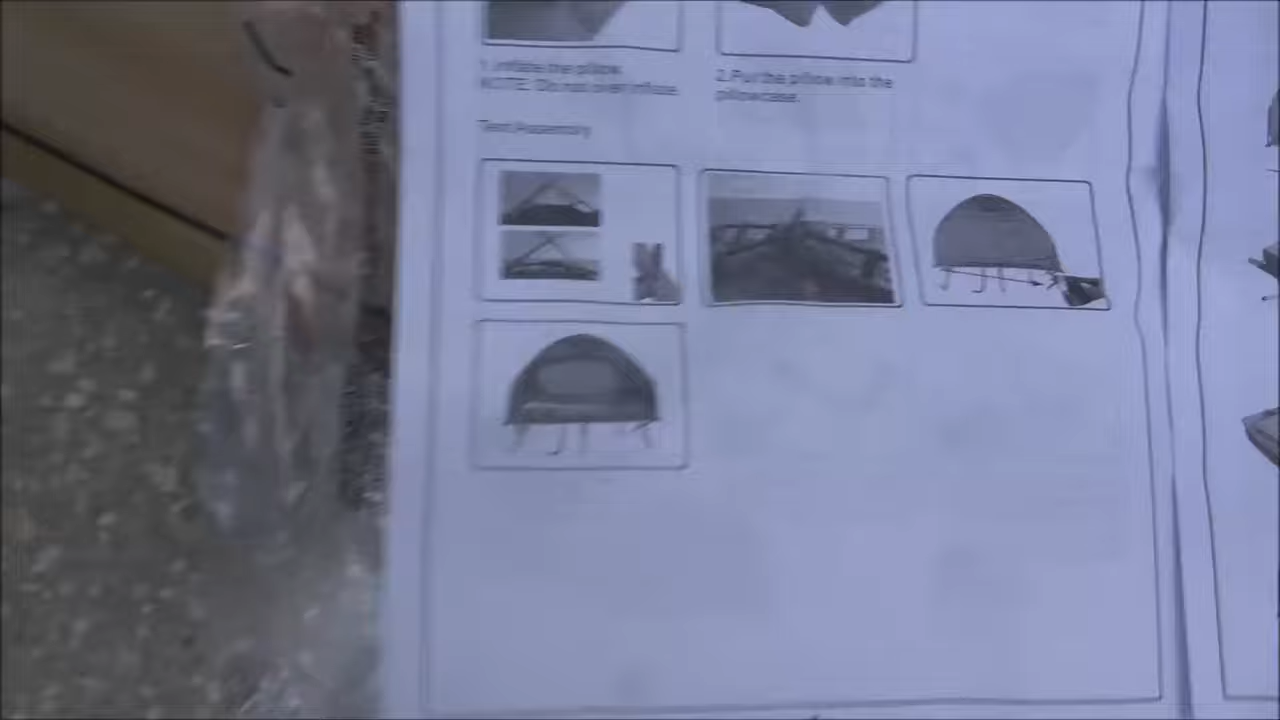 1. Inflate the pillow.
NOTE: Do not over inflate.
2.Put the pillow into the
pillowcase.
Tent Assembly